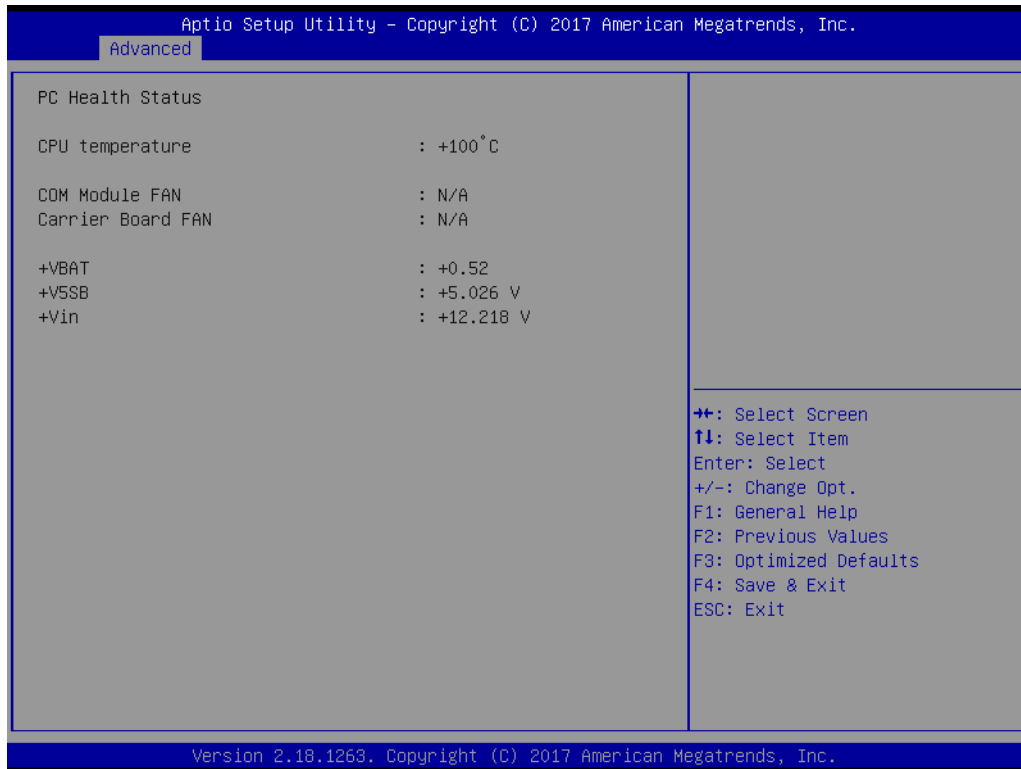 Aptio Setup Utility – Copyright (C) 2017 American Megatrends, Inc.
Advanced
PC Health Status
CPU temperature : +100°C
COM Module FAN : N/A
Carrier Board FAN : N/A
+VBAT : +0.52
+V5SB : +5.026 V
+Vin : +12.218 V
→←: Select Screen
↑↓: Select Item
Enter: Select
+/-: Change Opt.
F1: General Help
F2: Previous Values
F3: Optimized Defaults
F4: Save & Exit
ESC: Exit
Version 2.18.1263. Copyright (C) 2017 American Megatrends, Inc.